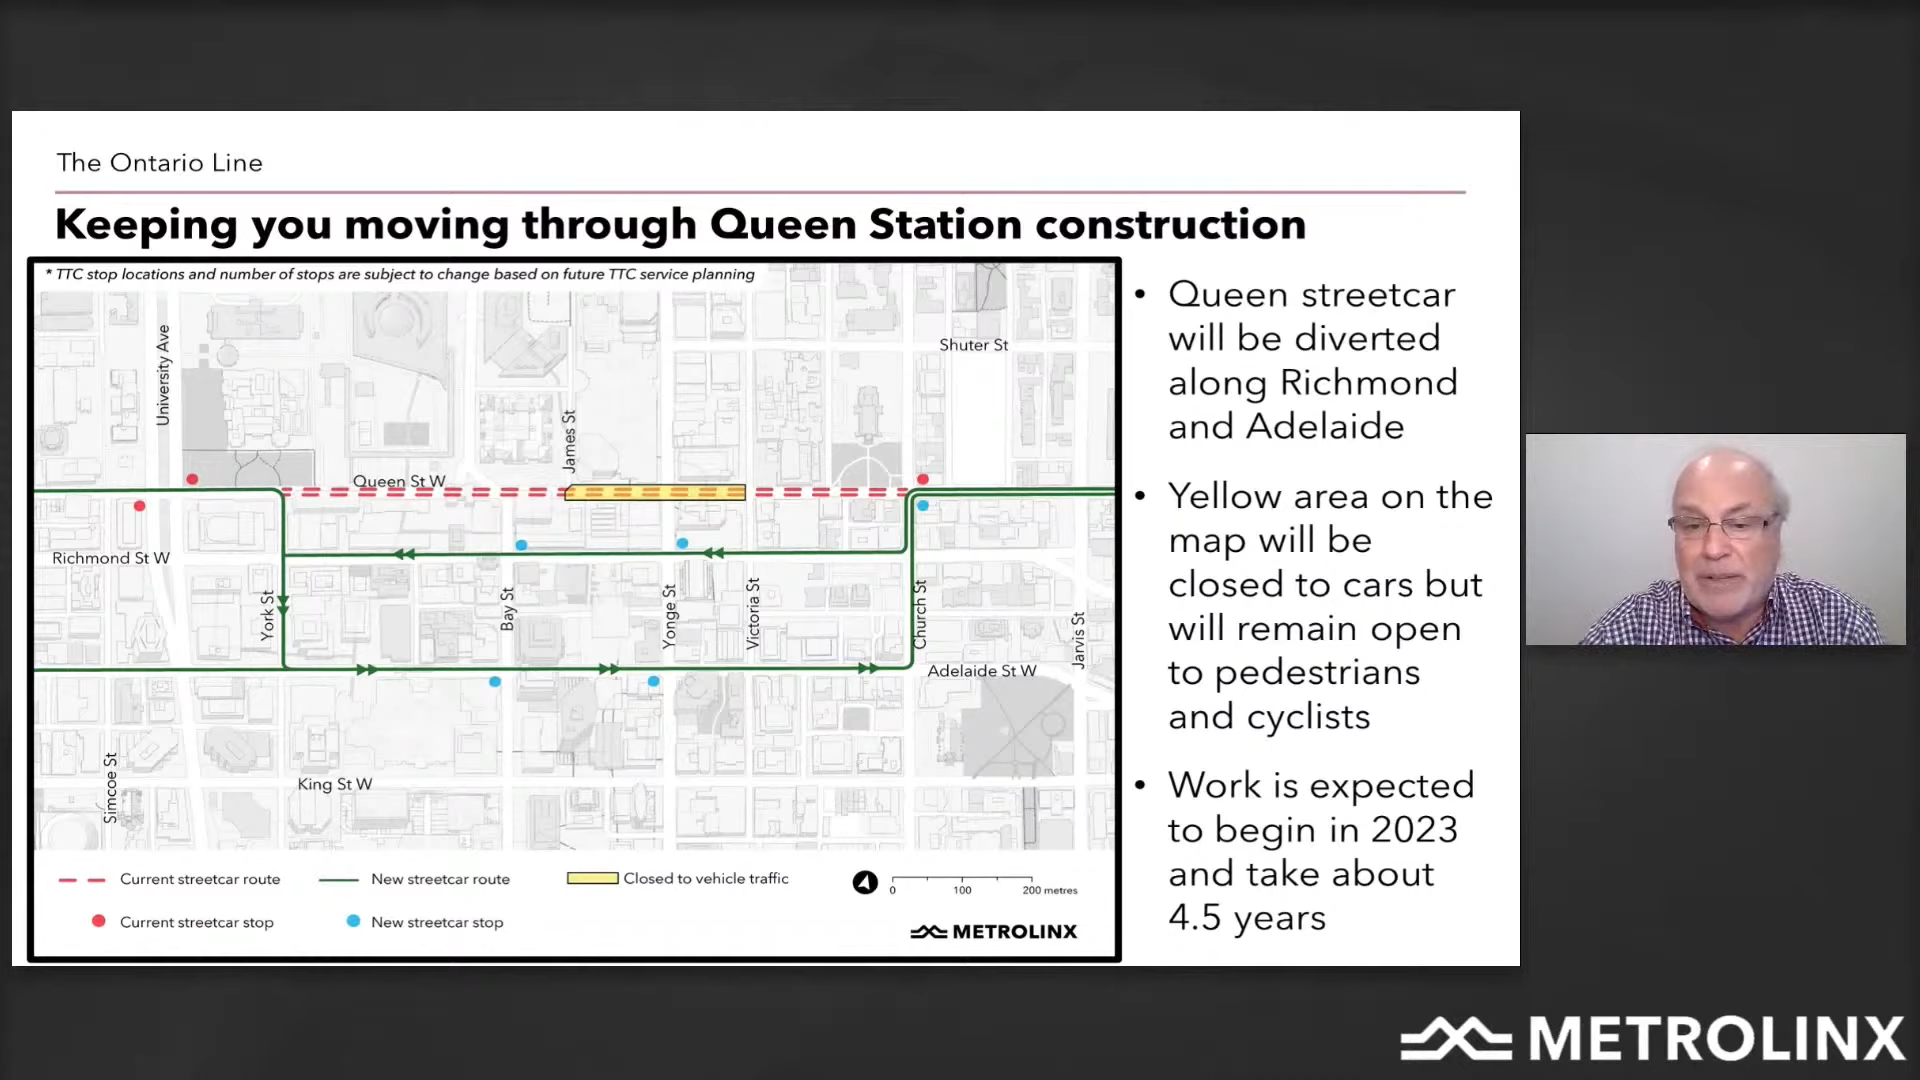 The Ontario Line
Keeping you moving through Queen Station construction
* TTC stop locations and number of stops are subject to change based on future TTC service planning
University Ave
Shuter St
James St
Queen St W
Richmond St W
York St
Bay St
Yonge St
Victoria St
Church St
Jarvis St
Adelaide St W
Simcoe St
King St W
Current streetcar route
New streetcar route
Closed to vehicle traffic
0 100 200 metres
Current streetcar stop
New streetcar stop
METROLINX
• Queen streetcar
will be diverted
along Richmond
and Adelaide
• Yellow area on the
map will be
closed to cars but
will remain open
to pedestrians
and cyclists
• Work is expected
to begin in 2023
and take about
4.5 years
METROLINX